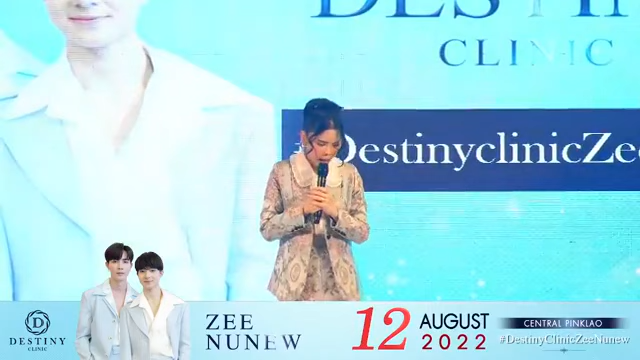 CLINIC
#DestinyclinicZee
DESTINY
CLINIC
ZEE
NUNEW
12
AUGUST
2022
CENTRAL PINKLAO
#DestinyClinicZeeNunew